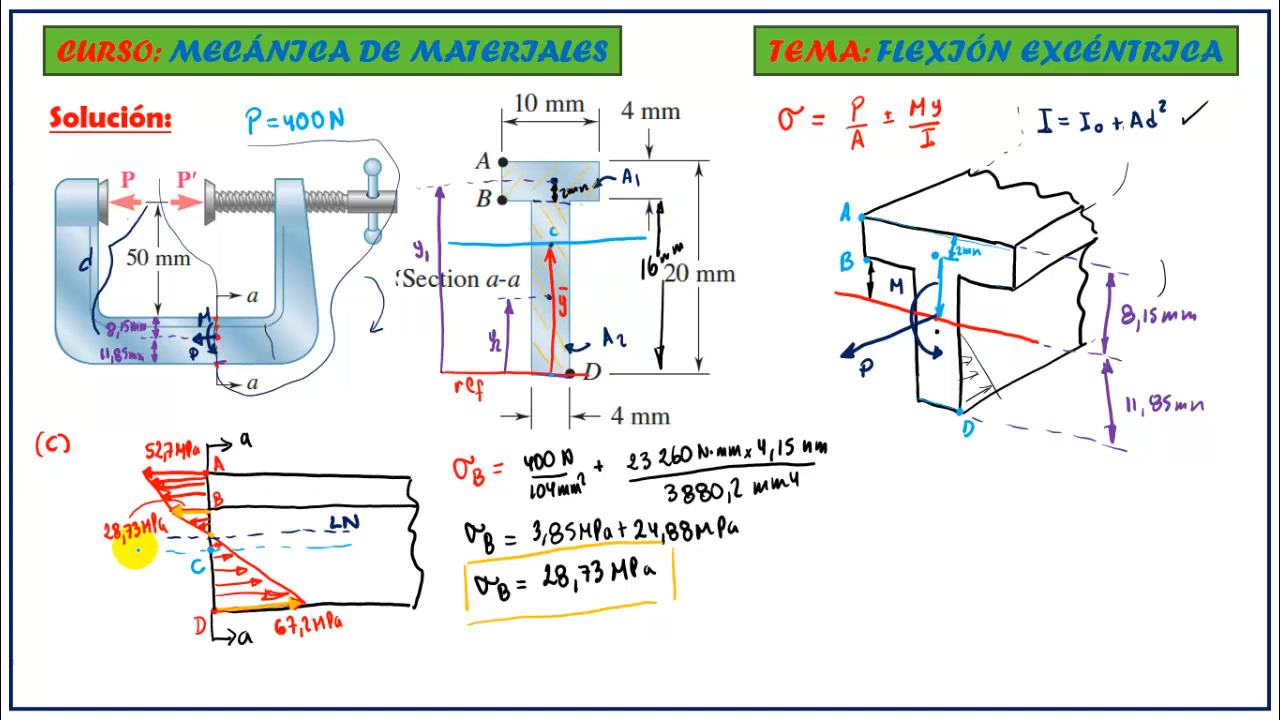 CURSO: MECÁNICA DE MATERIALES
TEMA: FLEXIÓN EXCÉNTRICA
Solución:
P=400N
P P'
d
50 mm
a
8,15mm
M
11,85mm
P
a
10 mm
4 mm
A
A1
B
2mm
C
y1
16mm
20 mm
Section a-a
ȳ
y2
A2
D
ref
4 mm
σ = P/A ± My/I
I = I₀ + Ad² ✓
A
2mm
B
M
8,15mm
P
11,85mm
D
(C)
a
52,7MPa
A
B
28,73MPa
LN
C
D
67,2MPa
a
σB = 400 N/104mm² + 23 260 N·mm x 4,15 mm/3880,2 mm4
σB = 3,85MPa + 24,88MPa
σB = 28,73 MPa